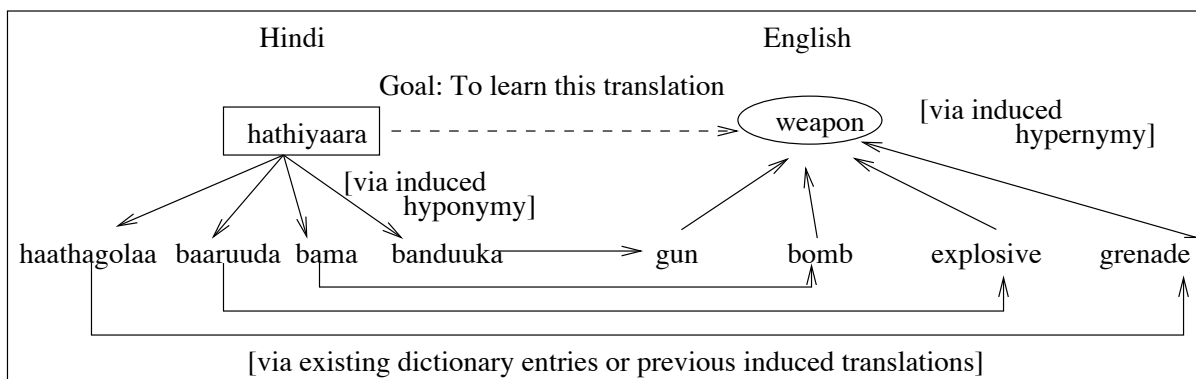 Hindi English
Goal: To learn this translation
hathiyaara weapon
[via induced
hypernymy]
[via induced
hyponymy]
haathagolaa baaruuda bama banduuka gun bomb explosive grenade
[via existing dictionary entries or previous induced translations]